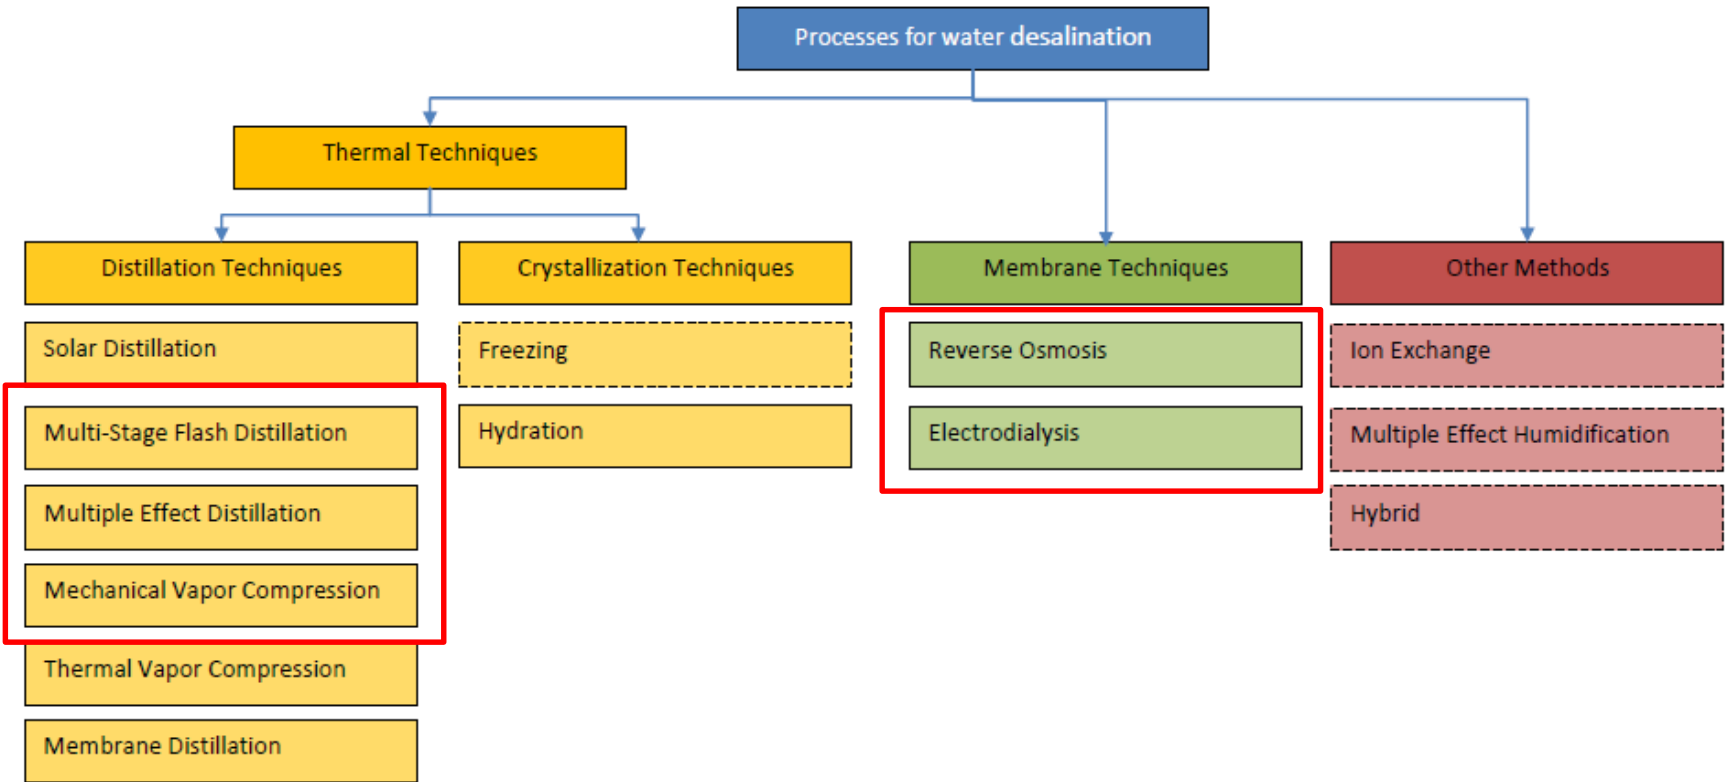 Processes for water desalination
Thermal Techniques
Distillation Techniques
Crystallization Techniques
Membrane Techniques
Other Methods
Solar Distillation
Multi-Stage Flash Distillation
Multiple Effect Distillation
Mechanical Vapor Compression
Thermal Vapor Compression
Membrane Distillation
Freezing
Hydration
Reverse Osmosis
Electrodialysis
Ion Exchange
Multiple Effect Humidification
Hybrid